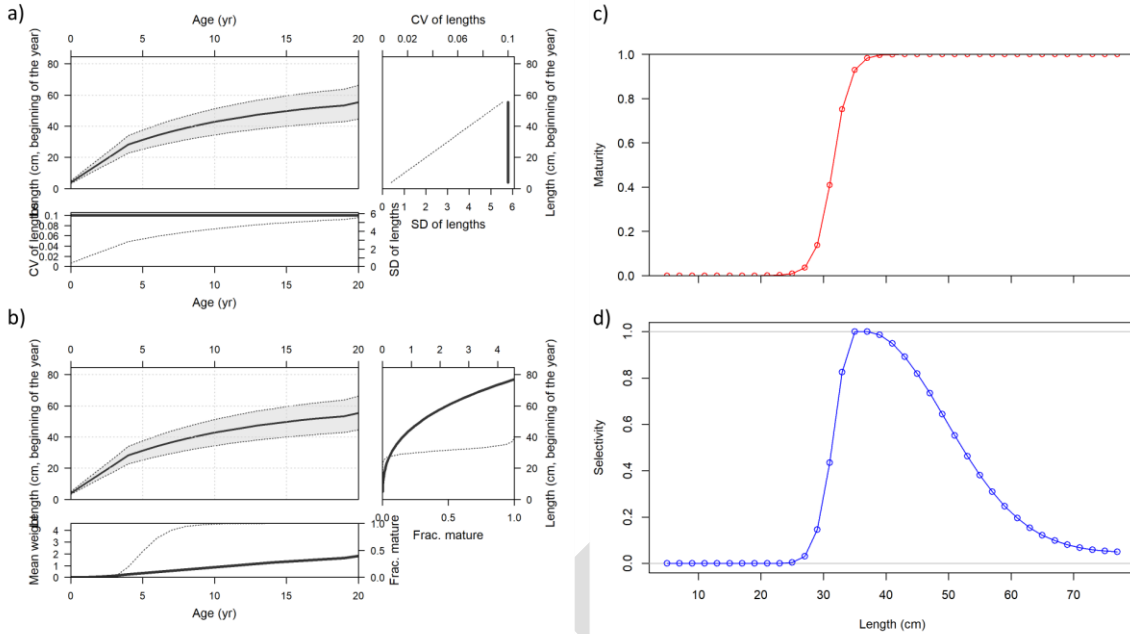 a)
Age (yr)
0 5 10 15 20
Length (cm, beginning of the year)
0 20 40 60 80
CV of lengths
0 0.02 0.06 0.1
0 20 40 60 80
Length (cm, beginning of the year)
0 1 2 3 4 5 6
SD of lengths
CV of lengths
0 0.02 0.04 0.06 0.08 0.1
0 2 4 5 6
SD of lengths
0 5 10 15 20
Age (yr)
b)
0 5 10 15 20
Length (cm, beginning of the year)
0 20 40 60 80
0 1 2 3 4
0 20 40 60 80
Length (cm, beginning of the year)
0.0 0.5 1.0
Frac. mature
Mean weight
0 1 2 3 4
0.0 0.5 1.0
Frac. mature
0 5 10 15 20
Age (yr)
c)
Maturity
0.0 0.2 0.4 0.6 0.8 1.0
d)
Selectivity
0.0 0.2 0.4 0.6 0.8 1.0
10 20 30 40 50 60 70
Length (cm)